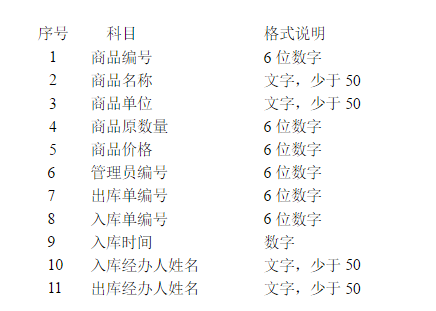 序号 科目 格式说明
1 商品编号 6 位数字
2 商品名称 文字，少于 50
3 商品单位 文字，少于 50
4 商品原数量 6 位数字
5 商品价格 6 位数字
6 管理员编号 6 位数字
7 出库单编号 6 位数字
8 入库单编号 6 位数字
9 入库时间 数字
10 入库经办人姓名 文字，少于 50
11 出库经办人姓名 文字，少于 50